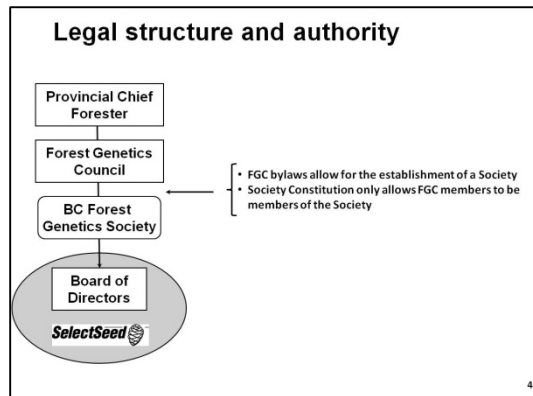 Legal structure and authority
Provincial Chief
Forester
Forest Genetics
Council
BC Forest
Genetics Society
• FGC bylaws allow for the establishment of a Society
• Society Constitution only allows FGC members to be
members of the Society
Board of
Directors
SelectSeed
4